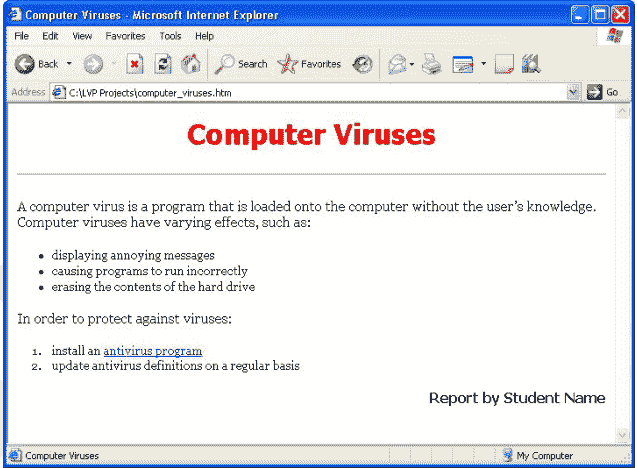 Computer Viruses - Microsoft Internet Explorer
File Edit View Favorites Tools Help
Back Search Favorites
Address C:\LVP Projects\computer_viruses.htm Go
Computer Viruses
A computer virus is a program that is loaded onto the computer without the user's knowledge.
Computer viruses have varying effects, such as:
• displaying annoying messages
• causing programs to run incorrectly
• erasing the contents of the hard drive
In order to protect against viruses:
1. install an antivirus program
2. update antivirus definitions on a regular basis
Report by Student Name
Computer Viruses My Computer